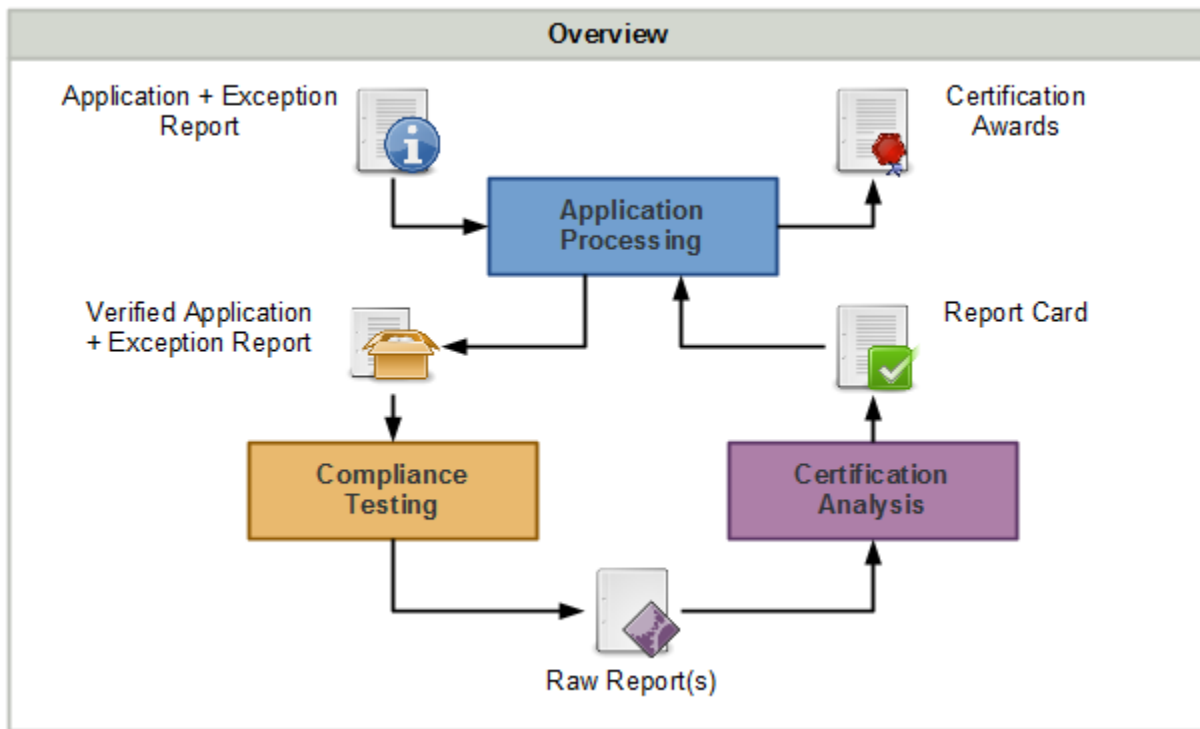 Overview
Application + Exception
Report
Certification
Awards
Application
Processing
Verified Application
+ Exception Report
Report Card
Compliance
Testing
Certification
Analysis
Raw Report(s)